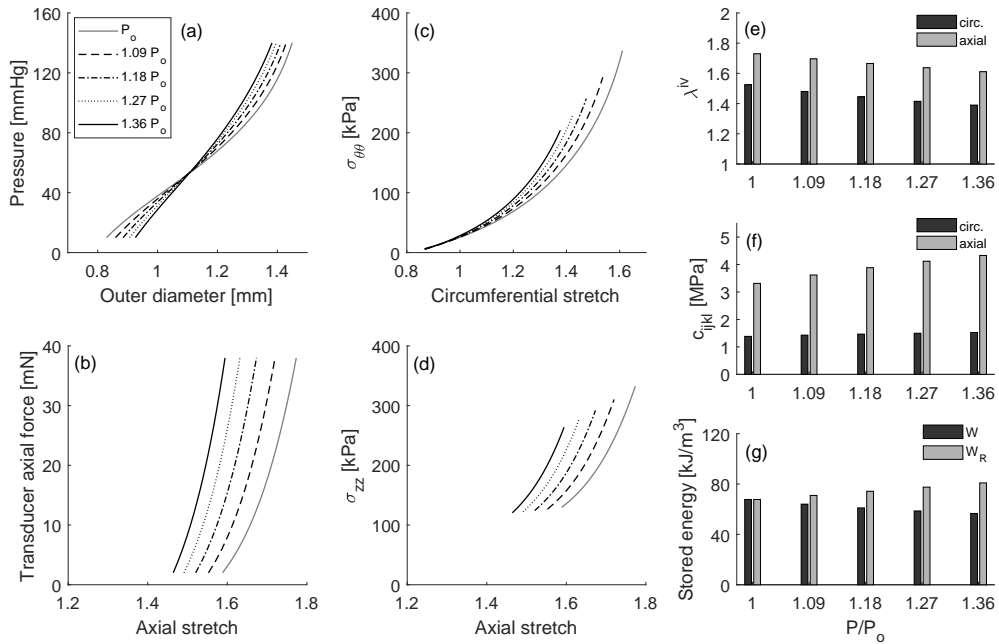 (a)
P_o
1.09 P_o
1.18 P_o
1.27 P_o
1.36 P_o
160
120
80
40
0
Pressure [mmHg]
0.8 1 1.2 1.4
Outer diameter [mm]
(b)
40
30
20
10
0
Transducer axial force [mN]
1.2 1.4 1.6 1.8
Axial stretch
(c)
400
300
200
100
0
σ_θθ [kPa]
0.8 1 1.2 1.4 1.6
Circumferential stretch
(d)
400
300
200
100
0
σ_zz [kPa]
1.2 1.4 1.6 1.8
Axial stretch
(e)
circ.
axial
2
1.8
1.6
1.4
1.2
1
λ^iv
1 1.09 1.18 1.27 1.36
(f)
circ.
axial
5
4
3
2
1
0
c_ijkl [MPa]
1 1.09 1.18 1.27 1.36
(g)
W
W_R
120
80
60
40
0
Stored energy [kJ/m^3]
1 1.09 1.18 1.27 1.36
P/P_o